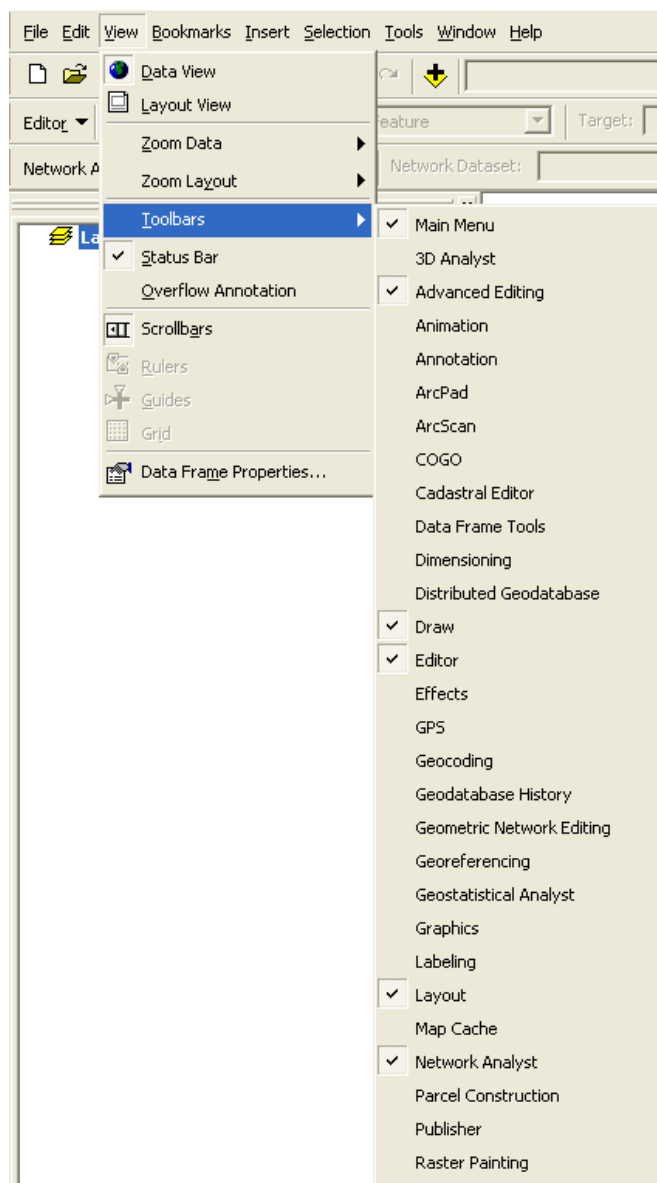 File Edit View Bookmarks Insert Selection Tools Window Help
Data View
Layout View
Editor
eature
Target:
Zoom Data
Network A
Network Dataset:
Zoom Layout
Toolbars
La
Status Bar
Overflow Annotation
Scrollbars
Rulers
Guides
Grid
Data Frame Properties...
Main Menu
3D Analyst
Advanced Editing
Animation
Annotation
ArcPad
ArcScan
COGO
Cadastral Editor
Data Frame Tools
Dimensioning
Distributed Geodatabase
Draw
Editor
Effects
GPS
Geocoding
Geodatabase History
Geometric Network Editing
Georeferencing
Geostatistical Analyst
Graphics
Labeling
Layout
Map Cache
Network Analyst
Parcel Construction
Publisher
Raster Painting